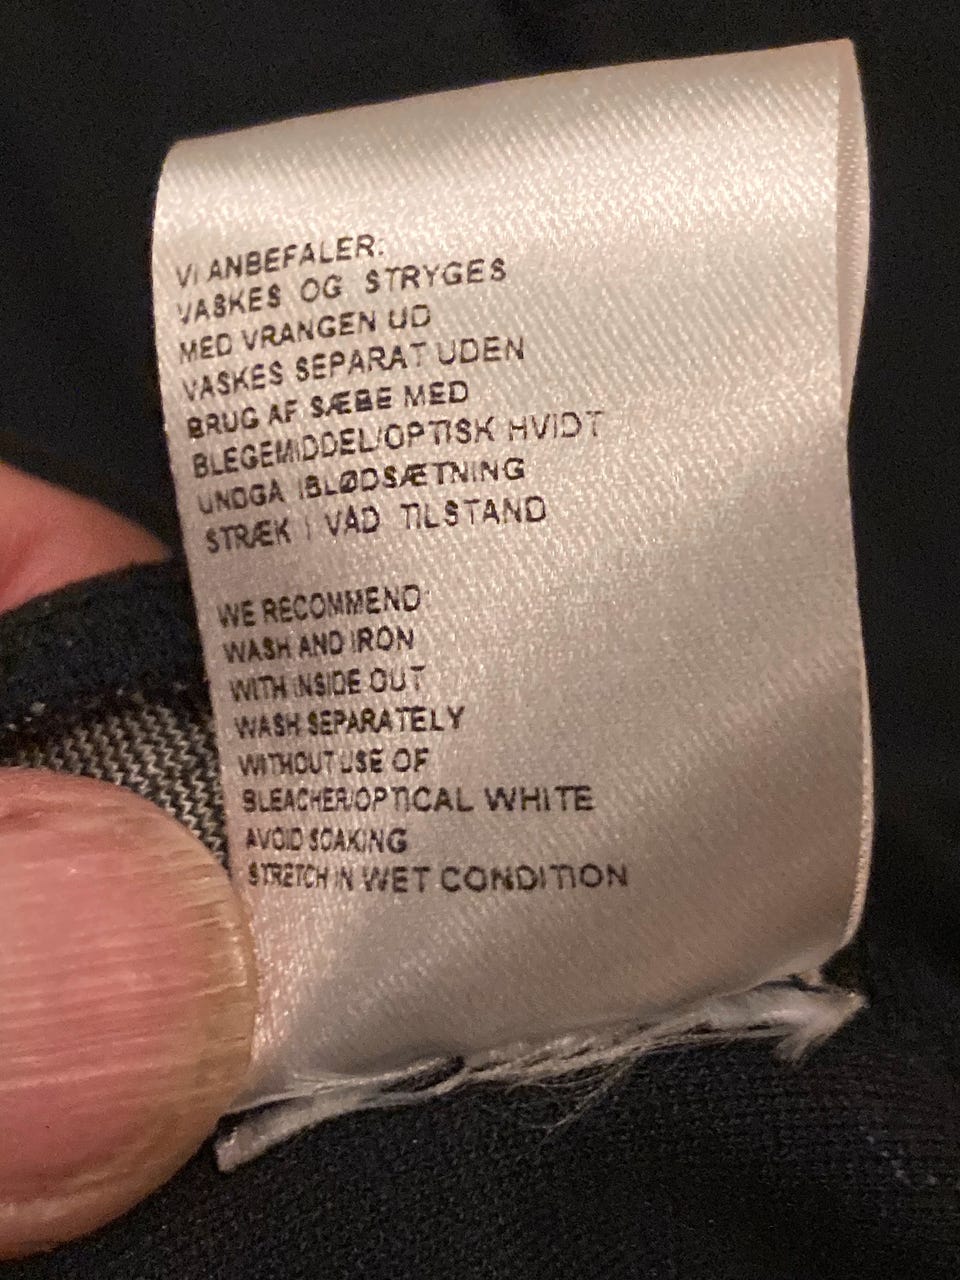 VI ANBEFALER:
VASKES OG STRYGES
MED VRANGEN UD
VASKES SEPARAT UDEN
BRUG AF SÆBE MED
BLEGEMIDDEL/OPTISK HVIDT
UNDGA IBLØDSÆTNING
STRÆK I VAD TILSTAND
WE RECOMMEND:
WASH AND IRON
WITH INSIDE OUT
WASH SEPARATELY
WITHOUT USE OF
BLEACHER/OPTICAL WHITE
AVOID SOAKING
STRETCH IN WET CONDITION